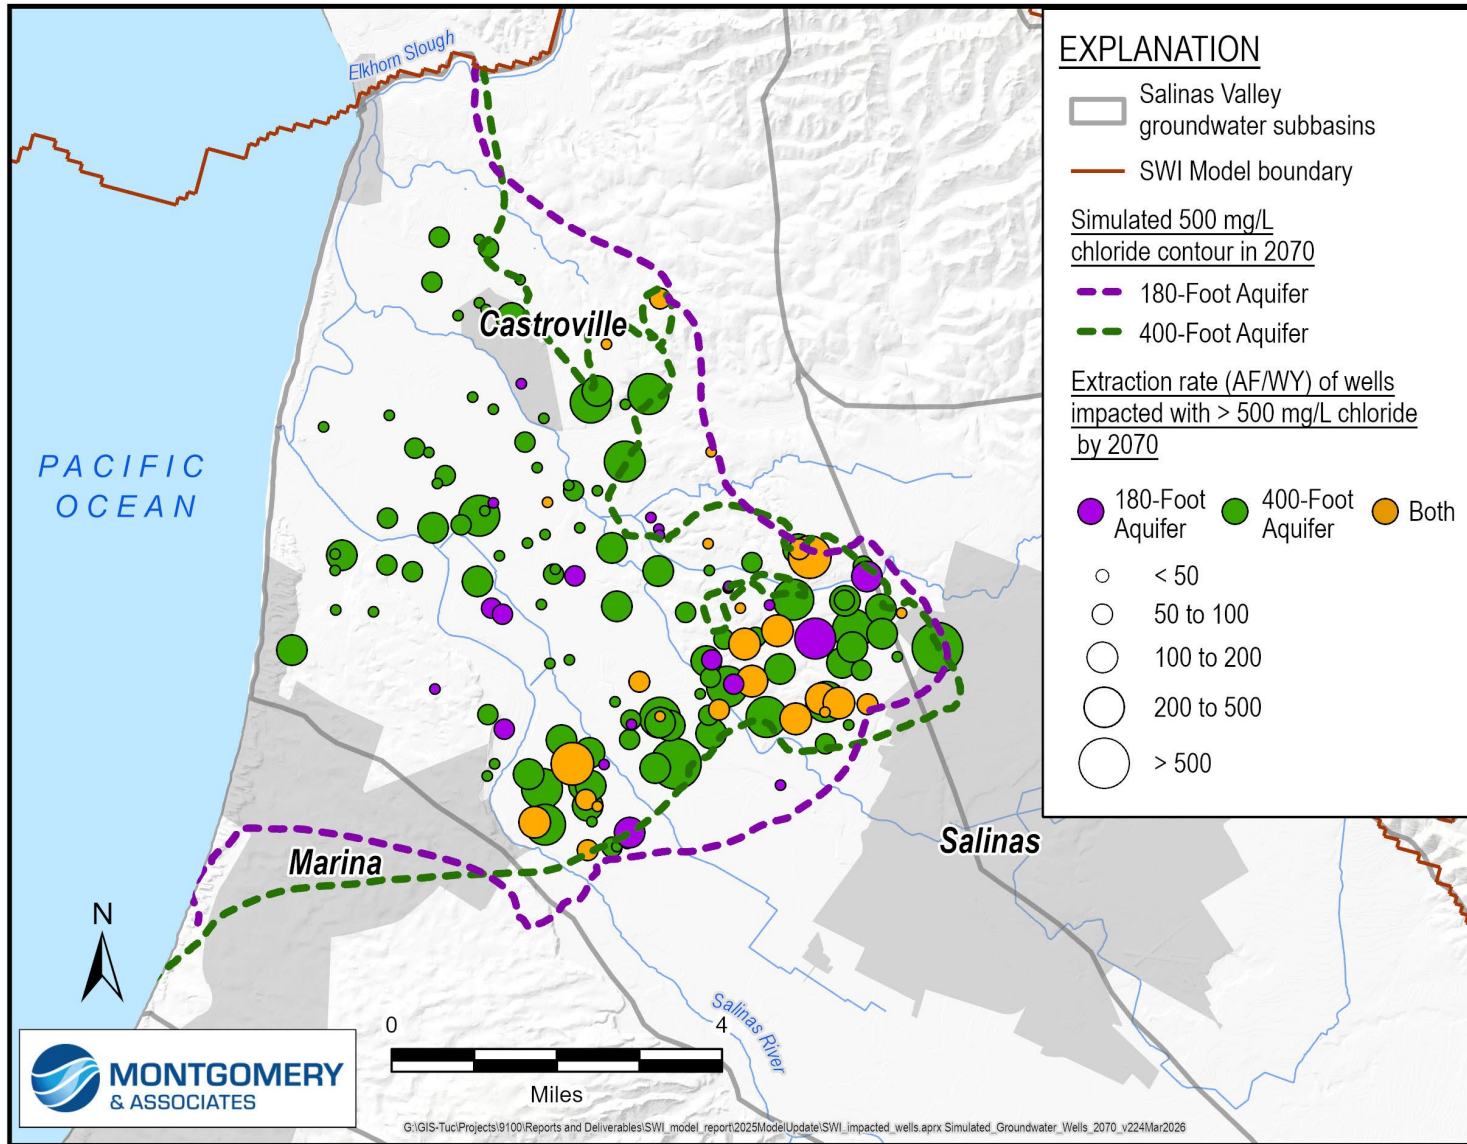 Elkhorn Slough
Castroville
PACIFIC
OCEAN
Marina
Salinas
Salinas River
N
0 4
Miles
MONTGOMERY
& ASSOCIATES
G:\GIS-Tuc\Projects\9100\Reports and Deliverables\SWI_model_report\2025ModelUpdate\SWI_impacted_wells.aprx Simulated_Groundwater_Wells_2070_v224Mar2026
EXPLANATION
Salinas Valley
groundwater subbasins
SWI Model boundary
Simulated 500 mg/L
chloride contour in 2070
180-Foot Aquifer
400-Foot Aquifer
Extraction rate (AF/WY) of wells
impacted with > 500 mg/L chloride
by 2070
180-Foot
Aquifer
400-Foot
Aquifer
Both
< 50
50 to 100
100 to 200
200 to 500
> 500